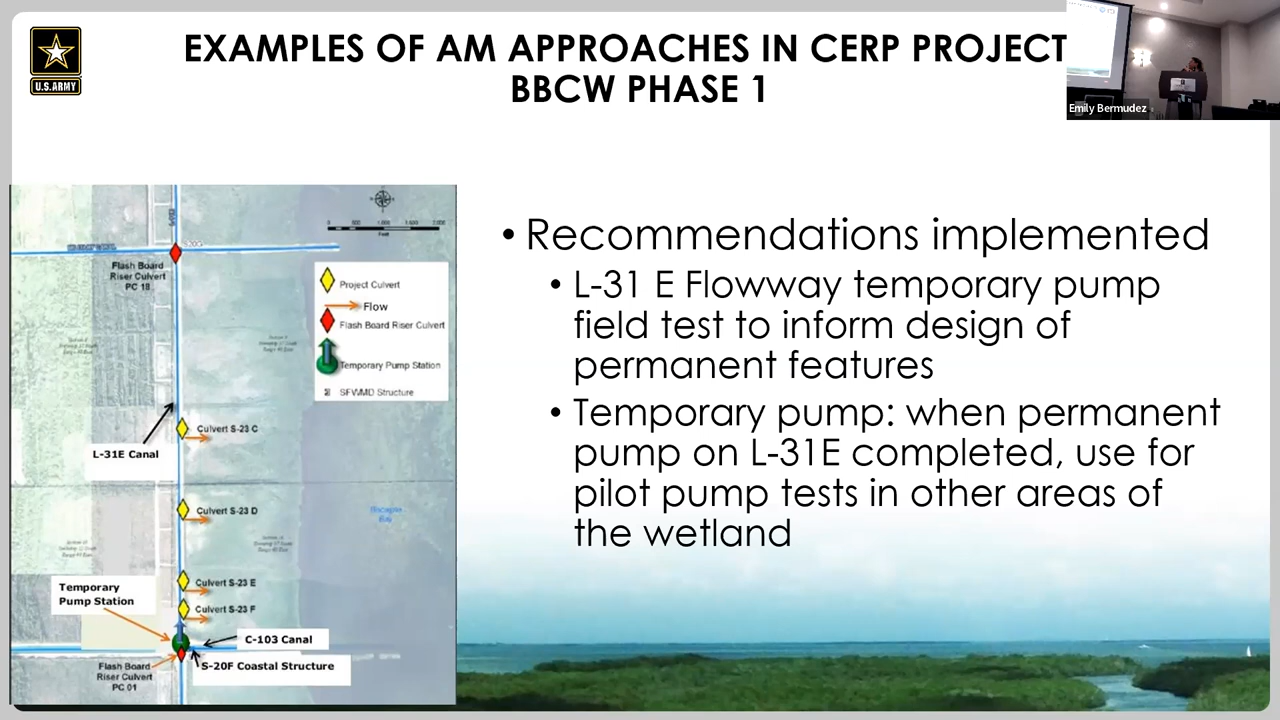 EXAMPLES OF AM APPROACHES IN CERP PROJECT
BBCW PHASE 1
U.S.ARMY
Emily Bermudez
S20G
Flash Board
Riser Culvert
PC 18
Project Culvert
Flow
Flash Board Riser Culvert
Temporary Pump Station
SFWMD Structure
Culvert S-23 C
L-31E Canal
Culvert S-23 D
Biscayne
Bay
Culvert S-23 E
Temporary
Pump Station
Culvert S-23 F
C-103 Canal
S-20F Coastal Structure
Flash Board
Riser Culvert
PC 01
• Recommendations implemented
• L-31 E Flowway temporary pump
field test to inform design of
permanent features
• Temporary pump: when permanent
pump on L-31E completed, use for
pilot pump tests in other areas of
the wetland